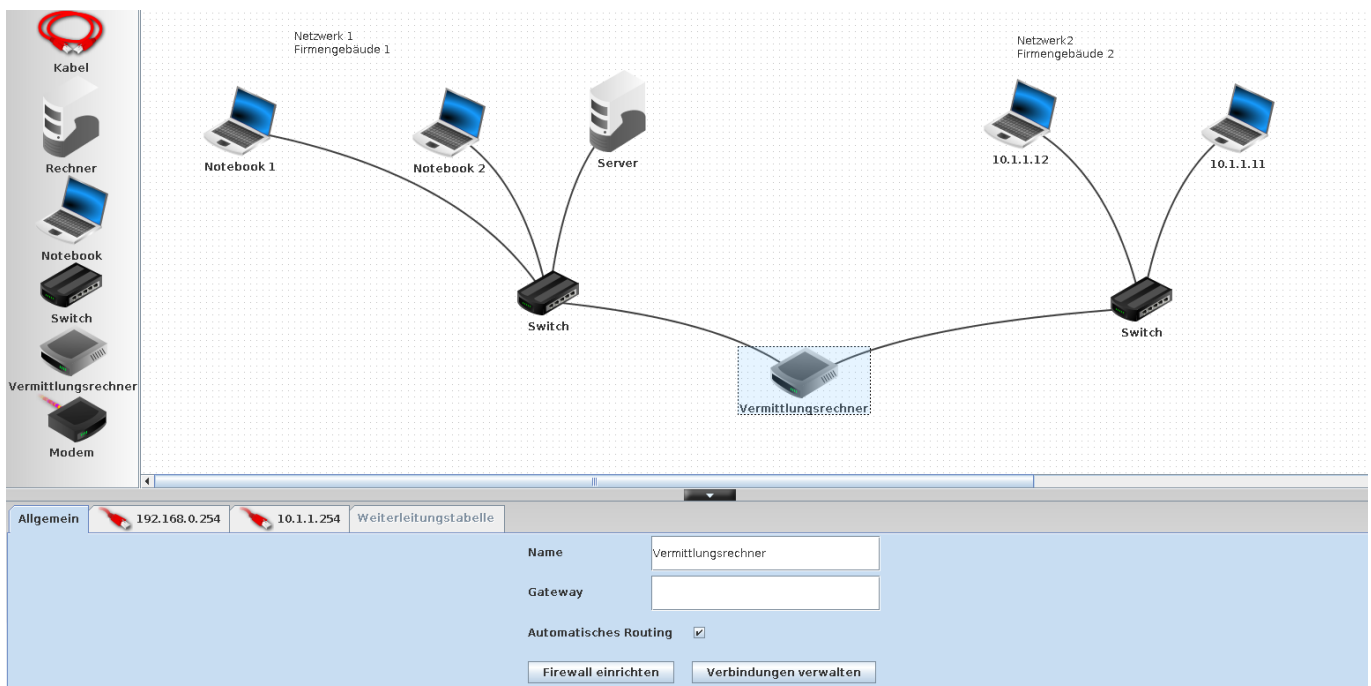 Kabel
Rechner
Notebook
Switch
Vermittlungsrechner
Modem
Netzwerk 1
Firmengebäude 1
Netzwerk2
Firmengebäude 2
Notebook 1
Notebook 2
Server
10.1.1.12
10.1.1.11
Switch
Switch
Vermittlungsrechner
Allgemein 192.168.0.254 10.1.1.254 Weiterleitungstabelle
Name Vermittlungsrechner
Gateway
Automatisches Routing
Firewall einrichten Verbindungen verwalten